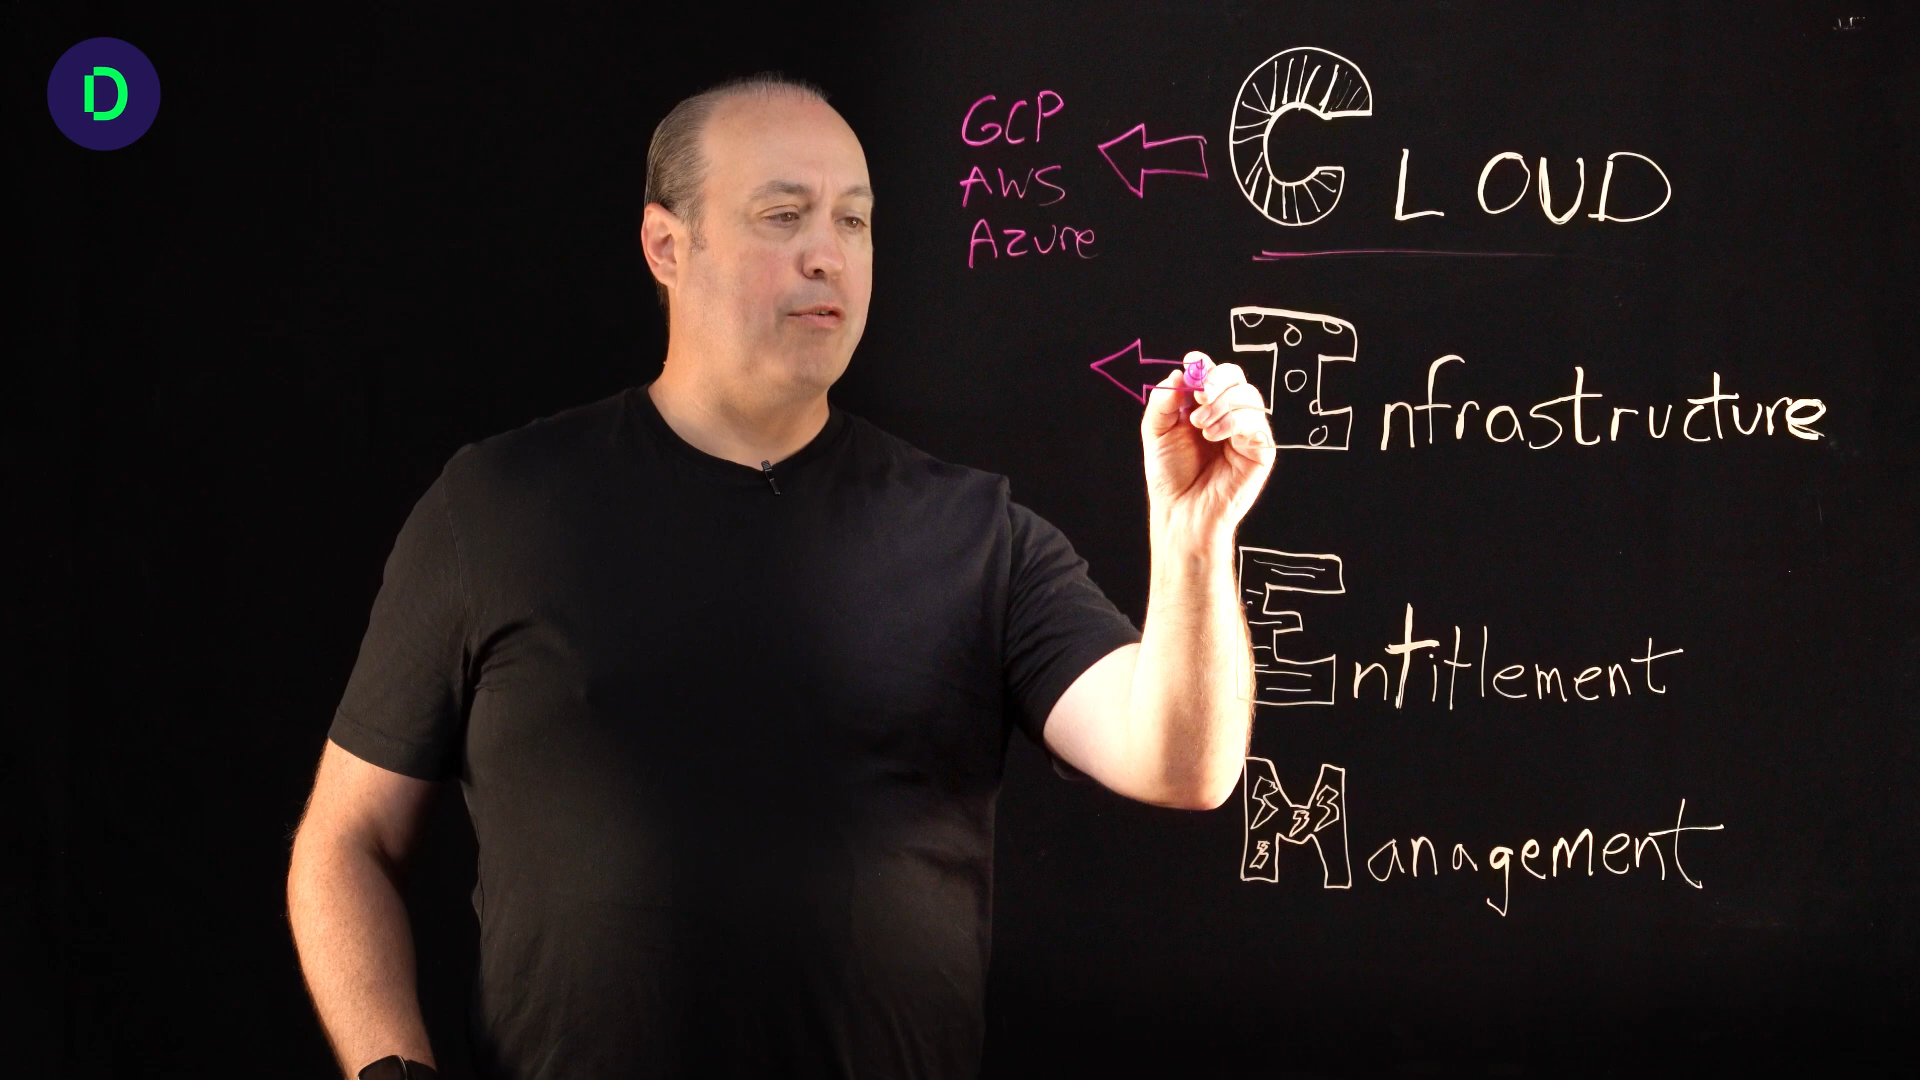 D
GCP
AWS
Azure
CLOUD
Infrastructure
Entitlement
Management